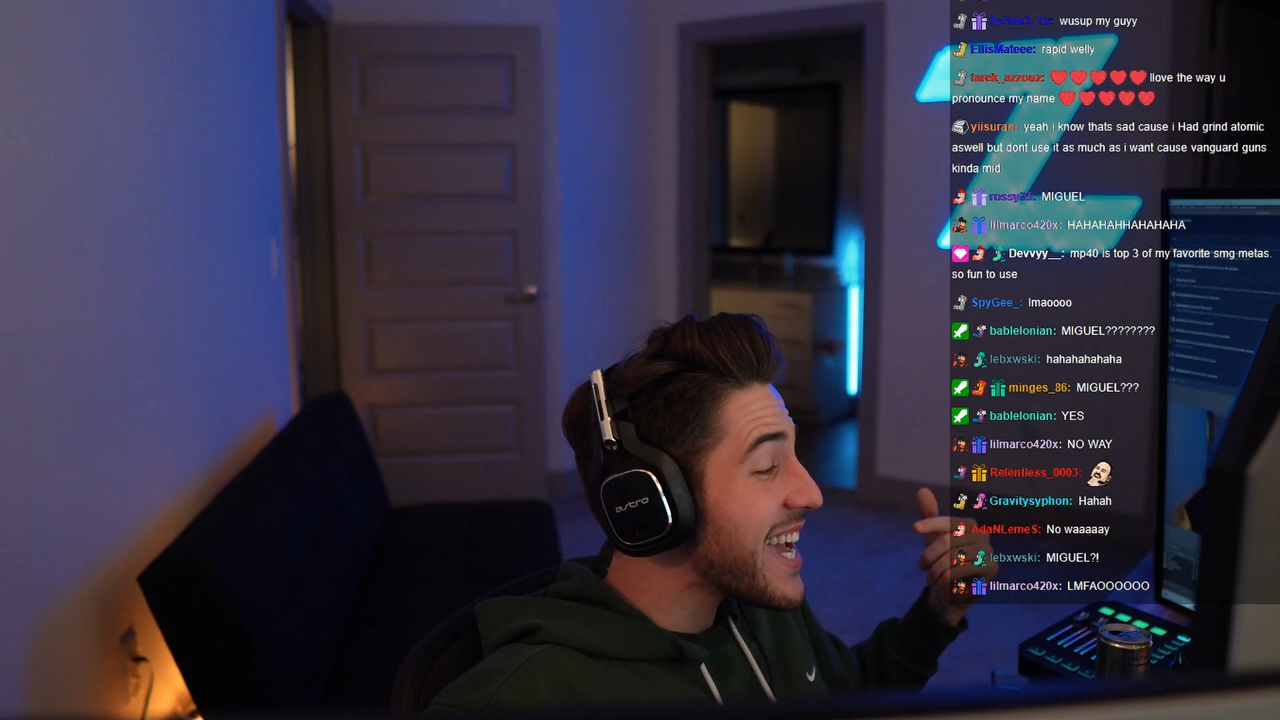 wusup my guyy
EllisMateee: rapid welly
tarek_azzouz: ❤️❤️❤️❤️❤️ llove the way u
pronounce my name ❤️❤️❤️❤️❤️
yiisuran: yeah i know thats sad cause i Had grind atomic
aswell but dont use it as much as i want cause vanguard guns
kinda mid
rossy35: MIGUEL
lilmarco420x: HAHAHAHHAHAHAHA
Devvyy__: mp40 is top 3 of my favorite smg metas.
so fun to use
SpyGee_: lmaoooo
bablelonian: MIGUEL????????
lebxwski: hahahahahaha
minges_86: MIGUEL???
bablelonian: YES
lilmarco420x: NO WAY
Relentless_0003:
Gravitysyphon: Hahah
AdaNLemeS: No waaaaay
lebxwski: MIGUEL?!
lilmarco420x: LMFAOOOOOO
astro